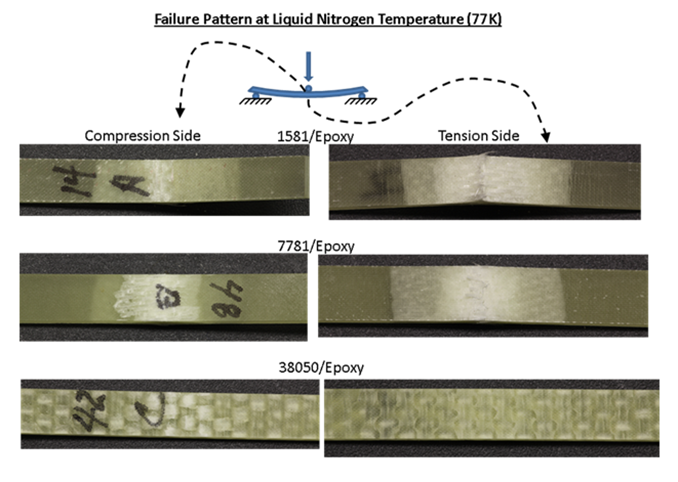 Failure Pattern at Liquid Nitrogen Temperature (77K)
Compression Side
1581/Epoxy
Tension Side
14 A
7781/Epoxy
B 48
38050/Epoxy
42 C